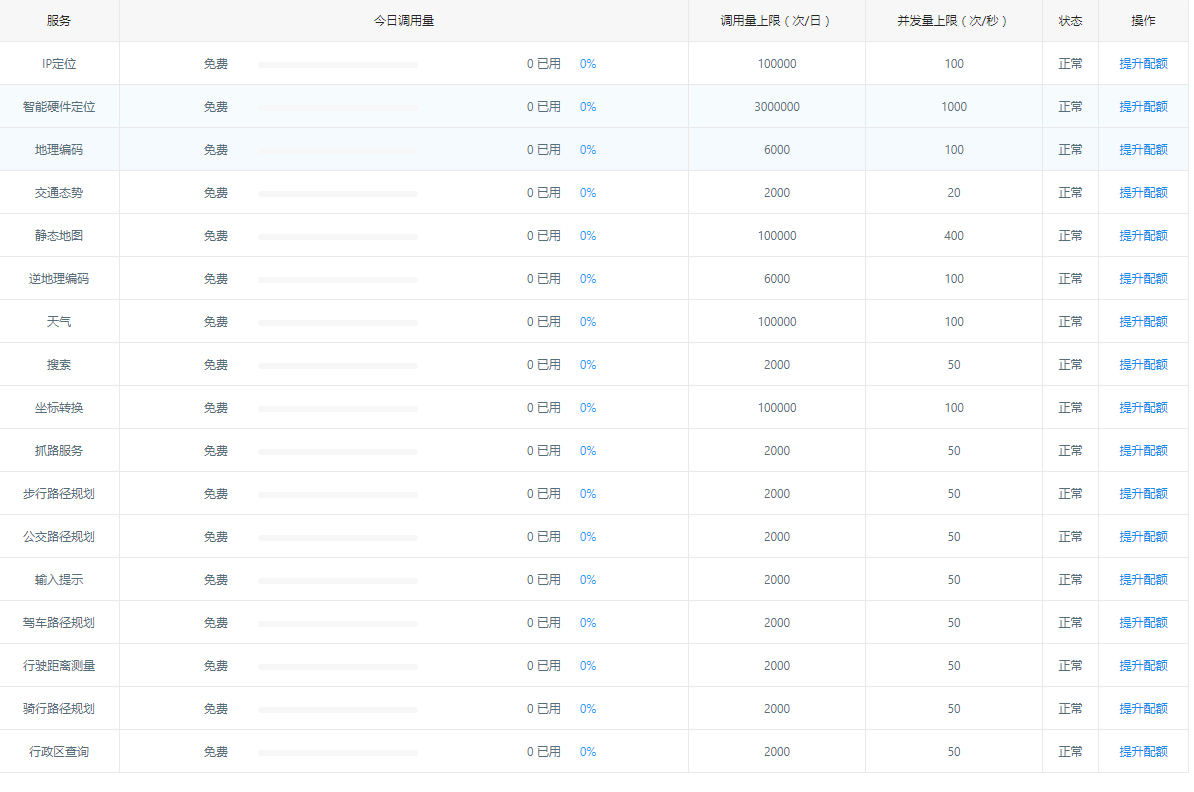 服务 今日调用量 调用量上限（次/日） 并发量上限（次/秒） 状态 操作
IP定位 免费 0 已用 0% 100000 100 正常 提升配额
智能硬件定位 免费 0 已用 0% 3000000 1000 正常 提升配额
地理编码 免费 0 已用 0% 6000 100 正常 提升配额
交通态势 免费 0 已用 0% 2000 20 正常 提升配额
静态地图 免费 0 已用 0% 100000 400 正常 提升配额
逆地理编码 免费 0 已用 0% 6000 100 正常 提升配额
天气 免费 0 已用 0% 100000 100 正常 提升配额
搜索 免费 0 已用 0% 2000 50 正常 提升配额
坐标转换 免费 0 已用 0% 100000 100 正常 提升配额
抓路服务 免费 0 已用 0% 2000 50 正常 提升配额
步行路径规划 免费 0 已用 0% 2000 50 正常 提升配额
公交路径规划 免费 0 已用 0% 2000 50 正常 提升配额
输入提示 免费 0 已用 0% 2000 50 正常 提升配额
驾车路径规划 免费 0 已用 0% 2000 50 正常 提升配额
行驶距离测量 免费 0 已用 0% 2000 50 正常 提升配额
骑行路径规划 免费 0 已用 0% 2000 50 正常 提升配额
行政区查询 免费 0 已用 0% 2000 50 正常 提升配额